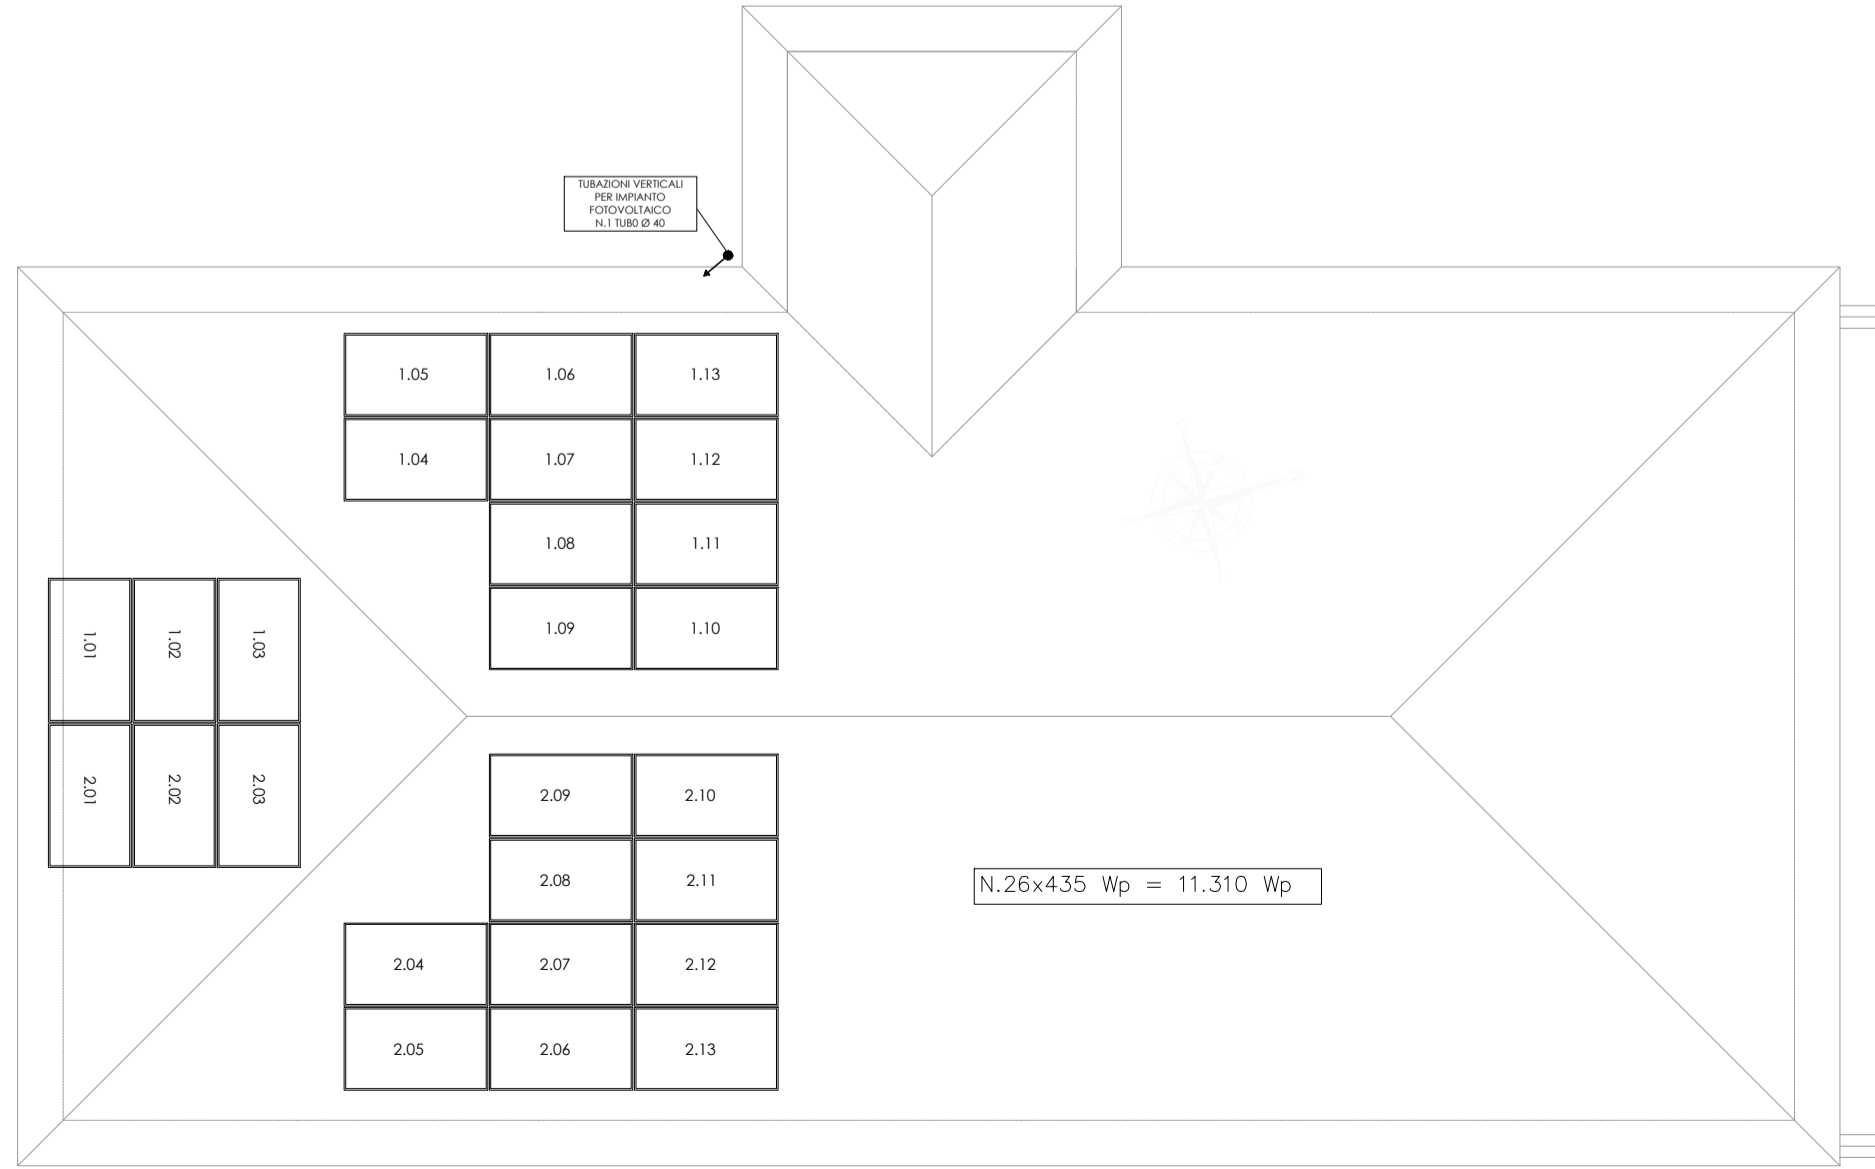 TUBAZIONI VERTICALI
PER IMPIANTO
FOTOVOLTAICO
N.1 TUB0 Ø 40
1.05 1.06 1.13
1.04 1.07 1.12
1.08 1.11
1.09 1.10
O
N
S
E
1.01 1.02 1.03
2.01 2.02 2.03
2.09 2.10
2.08 2.11
2.04 2.07 2.12
2.05 2.06 2.13
N.26x435 Wp = 11.310 Wp